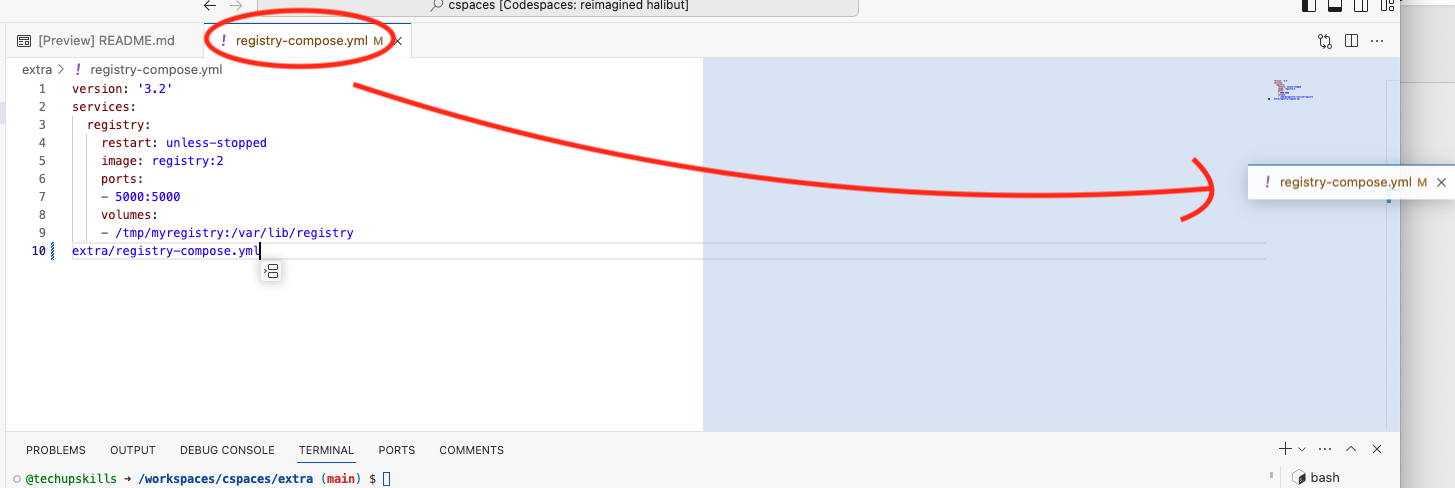 cspaces [Codespaces: reimagined halibut]
[Preview] README.md
! registry-compose.yml M
extra > ! registry-compose.yml
1 version: '3.2'
2 services:
3 registry:
4 restart: unless-stopped
5 image: registry:2
6 ports:
7 - 5000:5000
8 volumes:
9 - /tmp/myregistry:/var/lib/registry
10 extra/registry-compose.yml
! registry-compose.yml M
PROBLEMS OUTPUT DEBUG CONSOLE TERMINAL PORTS COMMENTS
@techupskills ➜ /workspaces/cspaces/extra (main) $
bash